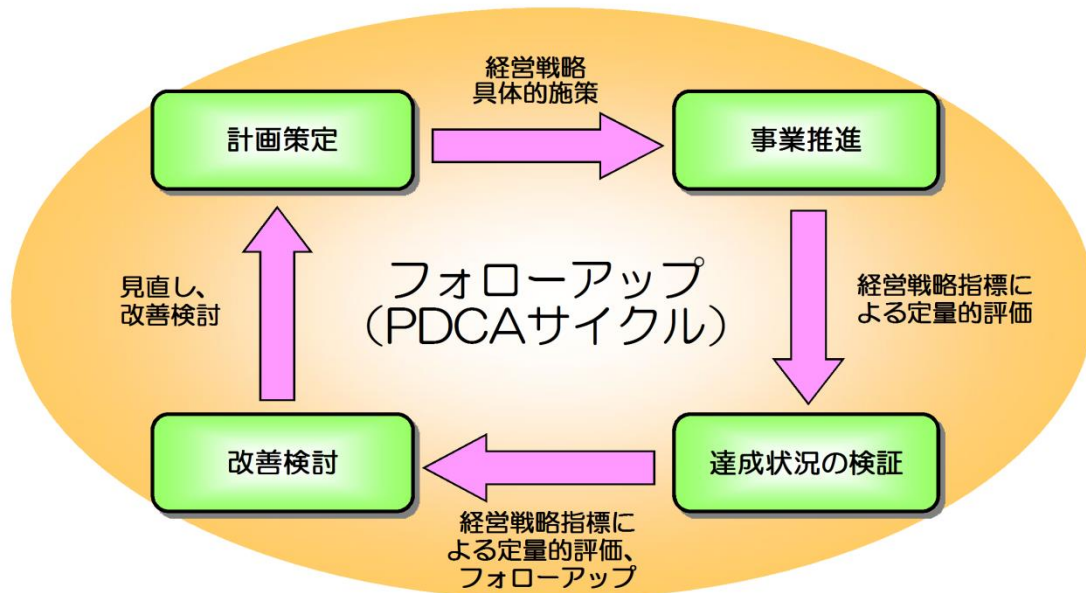 経営戦略
具体的施策
計画策定
事業推進
フォローアップ
（PDCAサイクル）
見直し、
改善検討
経営戦略指標に
よる定量的評価
改善検討
達成状況の検証
経営戦略指標に
よる定量的評価、
フォローアップ